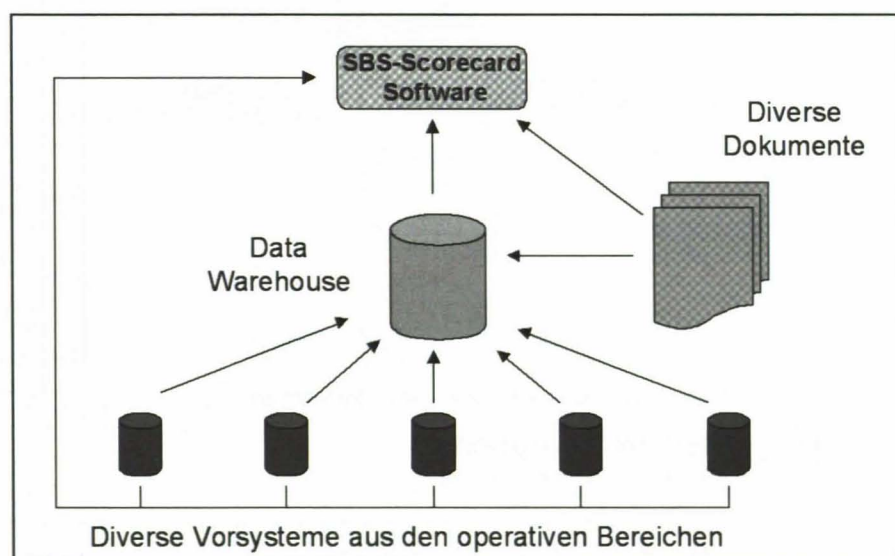 SBS-Scorecard
Software
Diverse
Dokumente
Data
Warehouse
Diverse Vorsysteme aus den operativen Bereichen